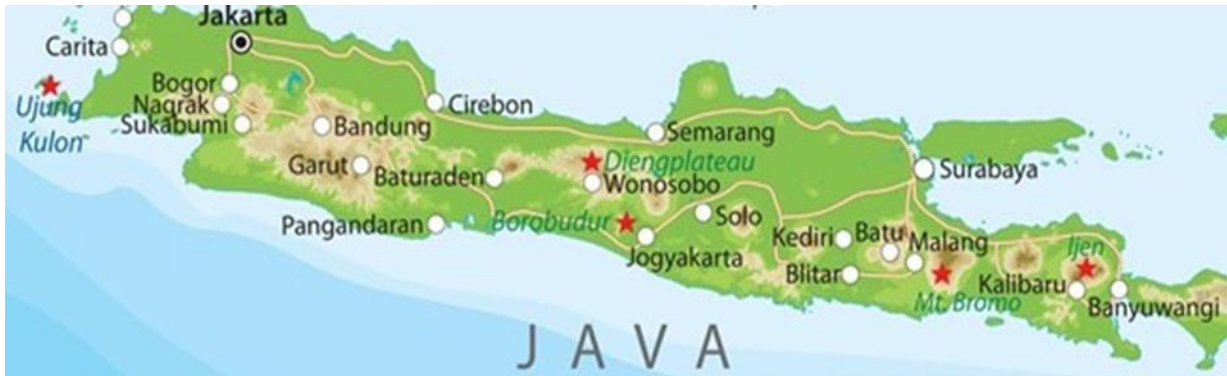 Jakarta
Carita
Bogor
Ujung
Kulon
Nagrak
Sukabumi
Cirebon
Bandung
Semarang
Garut
Baturaden
Diengplateau
Wonosobo
Surabaya
Pangandaran
Borobudur
Solo
Jogyakarta
Kediri
Batu
Malang
Blitar
Mt. Bromo
Ijen
Kalibaru
Banyuwangi
JAVA